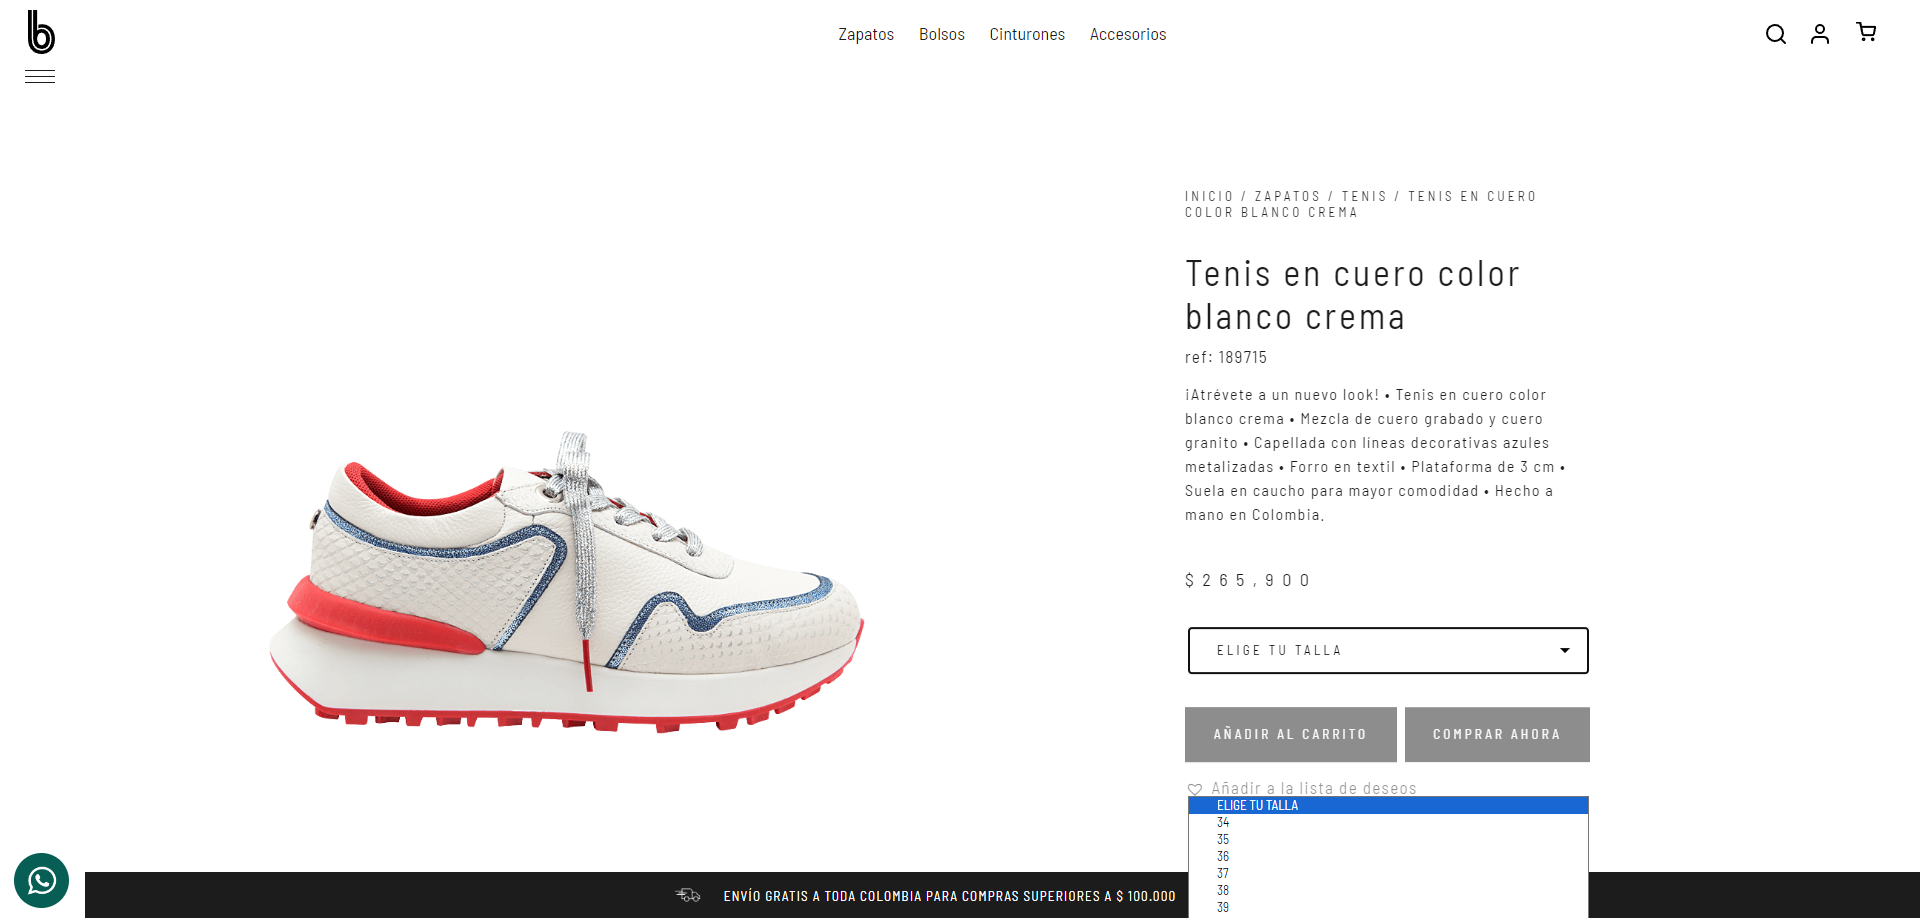 b
Zapatos Bolsos Cinturones Accesorios
INICIO / ZAPATOS / TENIS / TENIS EN CUERO
COLOR BLANCO CREMA
Tenis en cuero color
blanco crema
ref: 189715
¡Atrévete a un nuevo look! • Tenis en cuero color
blanco crema • Mezcla de cuero grabado y cuero
granito • Capellada con líneas decorativas azules
metalizadas • Forro en textil • Plataforma de 3 cm •
Suela en caucho para mayor comodidad • Hecho a
mano en Colombia.
$265,900
ELIGE TU TALLA
AÑADIR AL CARRITO COMPRAR AHORA
Añadir a la lista de deseos
ELIGE TU TALLA
34
35
36
37
38
39
ENVÍO GRATIS A TODA COLOMBIA PARA COMPRAS SUPERIORES A $ 100.000